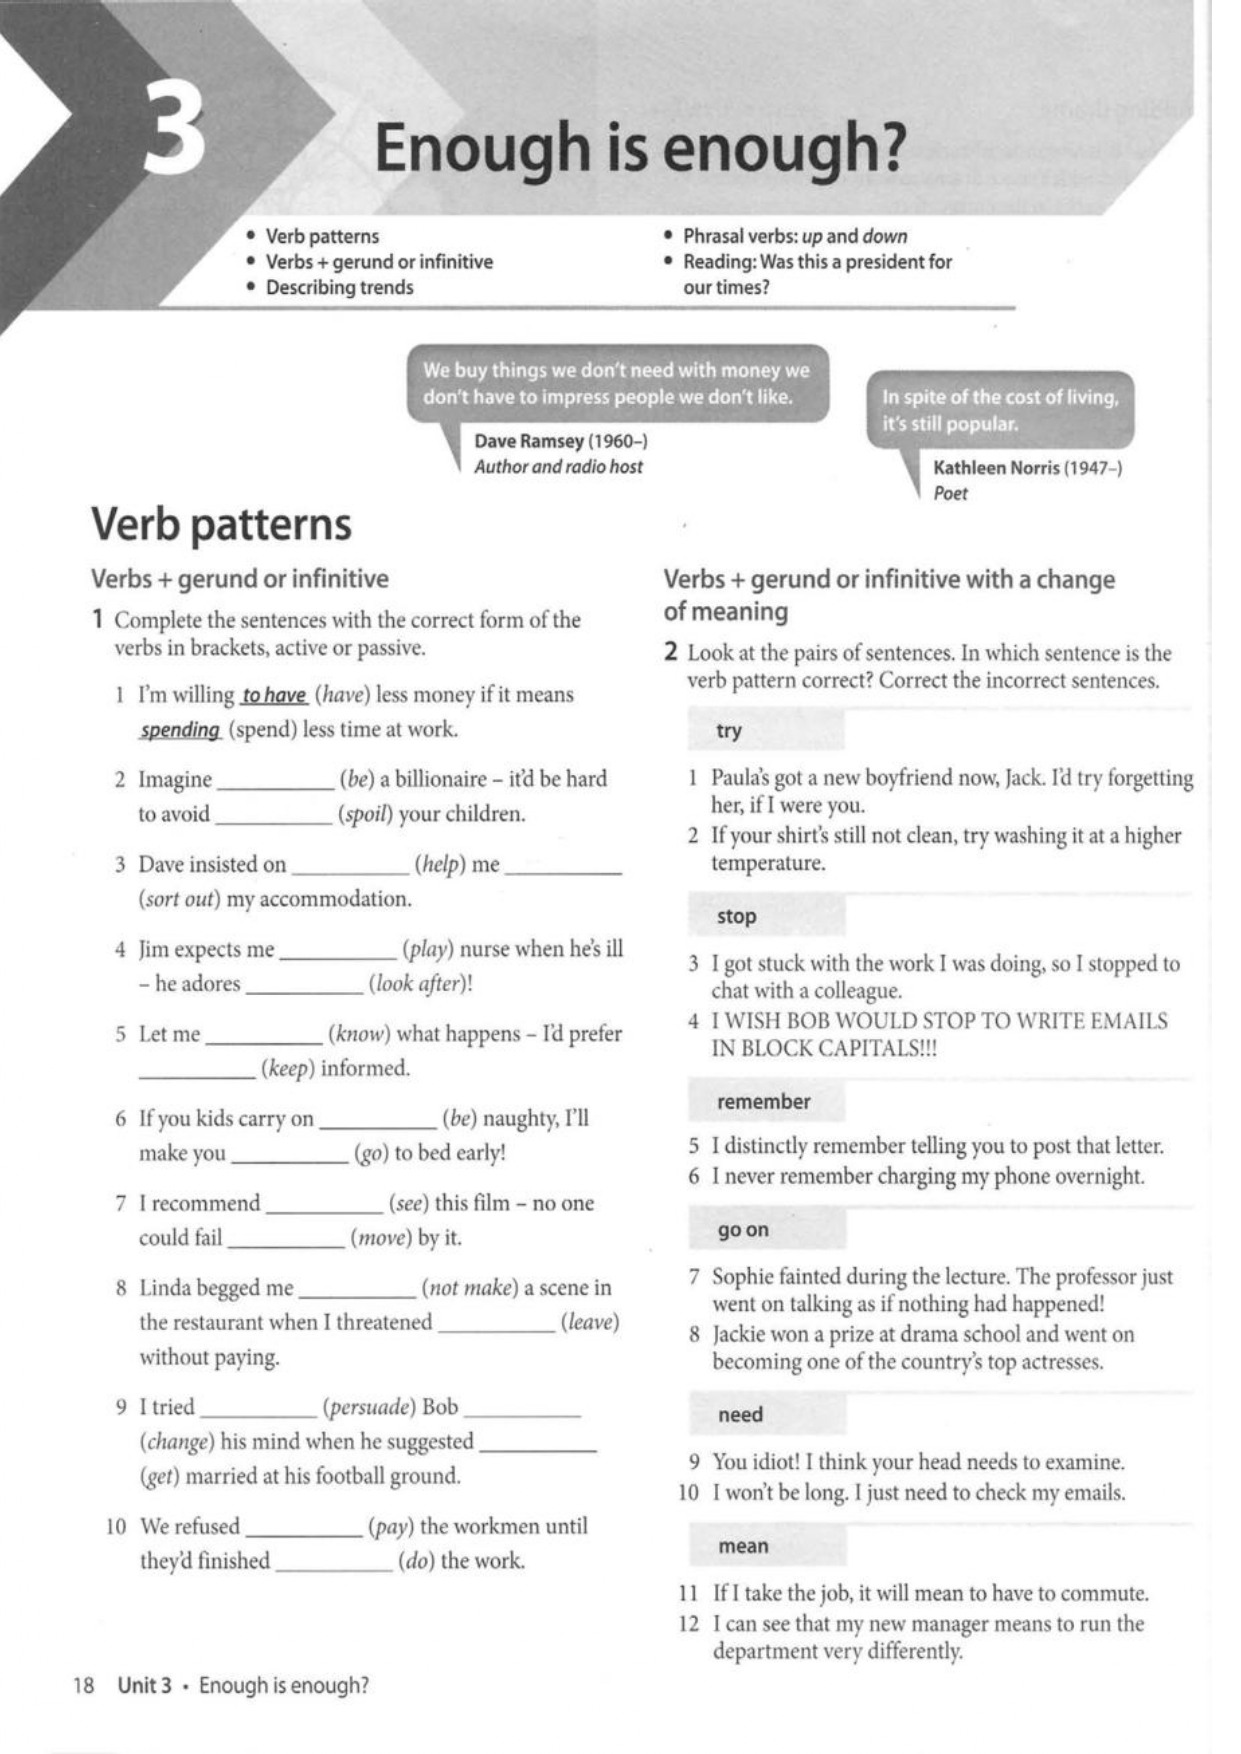 3
Enough is enough?
• Verb patterns
• Verbs + gerund or infinitive
• Describing trends
• Phrasal verbs: up and down
• Reading: Was this a president for
our times?
We buy things we don't need with money we
don't have to impress people we don't like.
Dave Ramsey (1960–)
Author and radio host
In spite of the cost of living,
it's still popular.
Kathleen Norris (1947–)
Poet
Verb patterns
Verbs + gerund or infinitive
1 Complete the sentences with the correct form of the
verbs in brackets, active or passive.
1 I'm willing to have (have) less money if it means
spending (spend) less time at work.
2 Imagine ____________ (be) a billionaire – it'd be hard
to avoid ____________ (spoil) your children.
3 Dave insisted on ____________ (help) me ____________
(sort out) my accommodation.
4 Jim expects me ____________ (play) nurse when he's ill
– he adores ____________ (look after)!
5 Let me ____________ (know) what happens – I'd prefer
____________ (keep) informed.
6 If you kids carry on ____________ (be) naughty, I'll
make you ____________ (go) to bed early!
7 I recommend ____________ (see) this film – no one
could fail ____________ (move) by it.
8 Linda begged me ____________ (not make) a scene in
the restaurant when I threatened ____________ (leave)
without paying.
9 I tried ____________ (persuade) Bob ____________
(change) his mind when he suggested ____________
(get) married at his football ground.
10 We refused ____________ (pay) the workmen until
they'd finished ____________ (do) the work.
Verbs + gerund or infinitive with a change
of meaning
2 Look at the pairs of sentences. In which sentence is the
verb pattern correct? Correct the incorrect sentences.
try
1 Paula's got a new boyfriend now, Jack. I'd try forgetting
her, if I were you.
2 If your shirt's still not clean, try washing it at a higher
temperature.
stop
3 I got stuck with the work I was doing, so I stopped to
chat with a colleague.
4 I WISH BOB WOULD STOP TO WRITE EMAILS
IN BLOCK CAPITALS!!!
remember
5 I distinctly remember telling you to post that letter.
6 I never remember charging my phone overnight.
go on
7 Sophie fainted during the lecture. The professor just
went on talking as if nothing had happened!
8 Jackie won a prize at drama school and went on
becoming one of the country's top actresses.
need
9 You idiot! I think your head needs to examine.
10 I won't be long. I just need to check my emails.
mean
11 If I take the job, it will mean to have to commute.
12 I can see that my new manager means to run the
department very differently.
18 Unit 3 • Enough is enough?